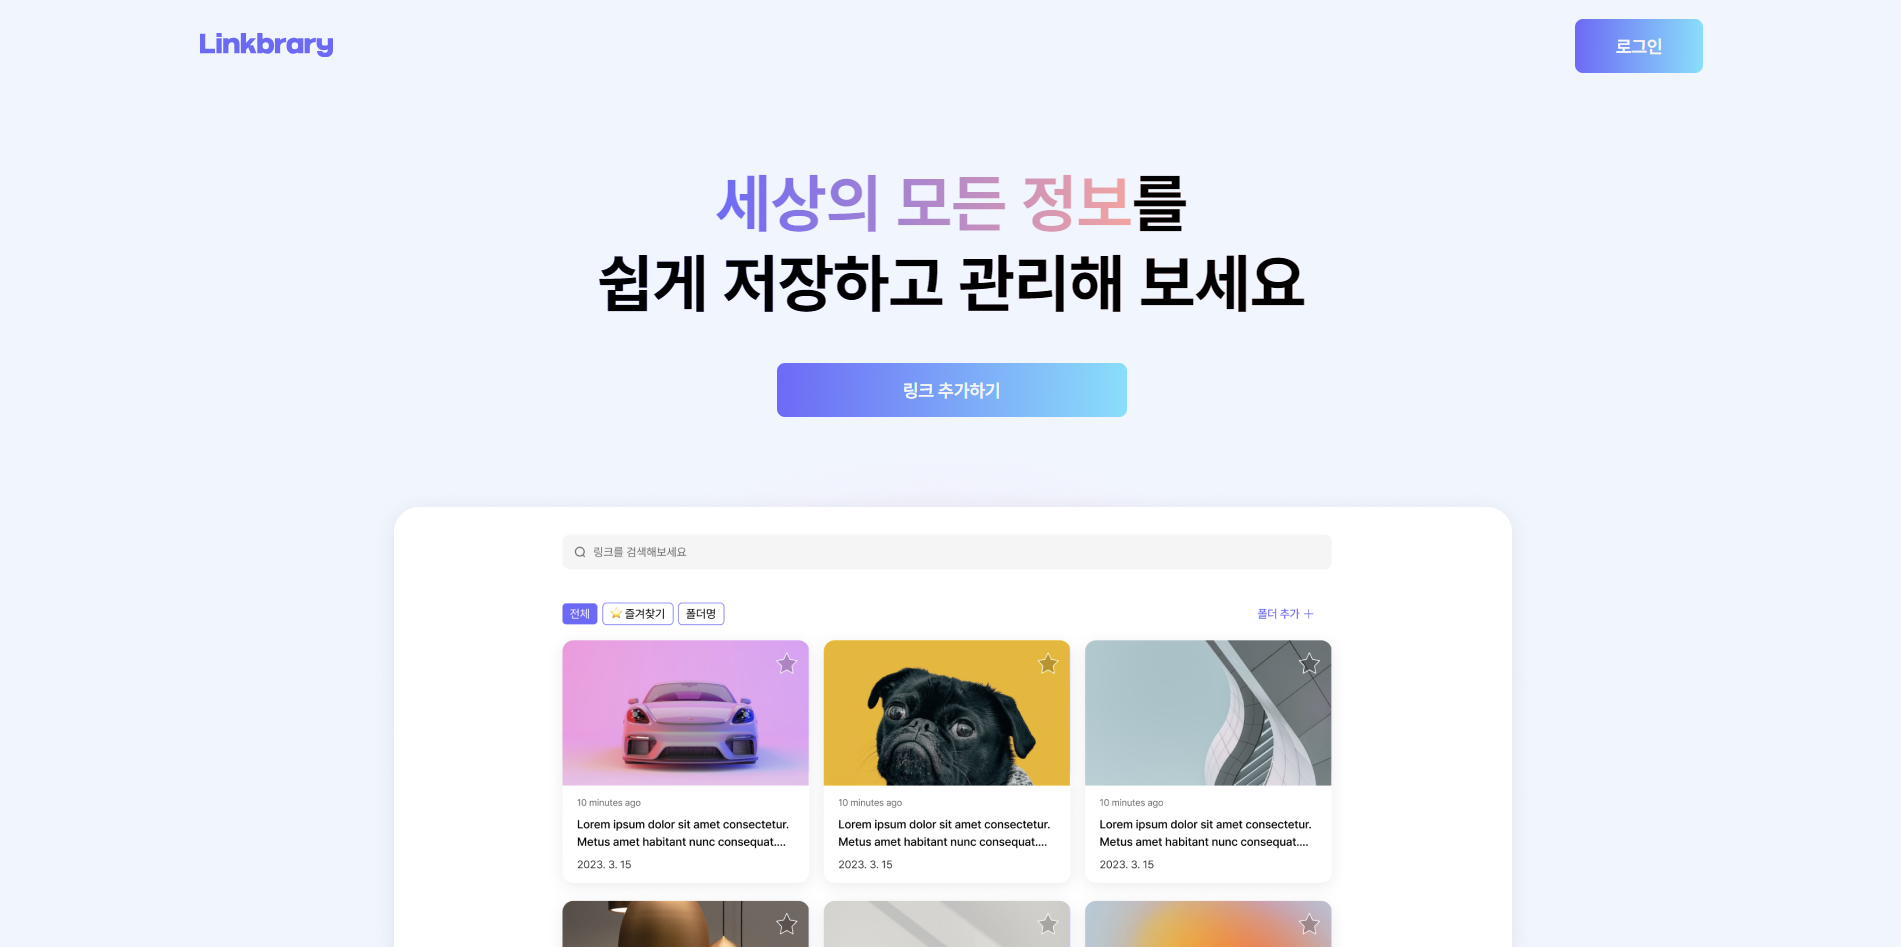 Linkbrary
로그인
세상의 모든 정보를
쉽게 저장하고 관리해 보세요
링크 추가하기
링크를 검색해보세요
전체
⭐ 즐겨찾기
폴더명
폴더 추가 +
10 minutes ago
Lorem ipsum dolor sit amet consectetur.
Metus amet habitant nunc consequat....
2023. 3. 15
10 minutes ago
Lorem ipsum dolor sit amet consectetur.
Metus amet habitant nunc consequat....
2023. 3. 15
10 minutes ago
Lorem ipsum dolor sit amet consectetur.
Metus amet habitant nunc consequat....
2023. 3. 15